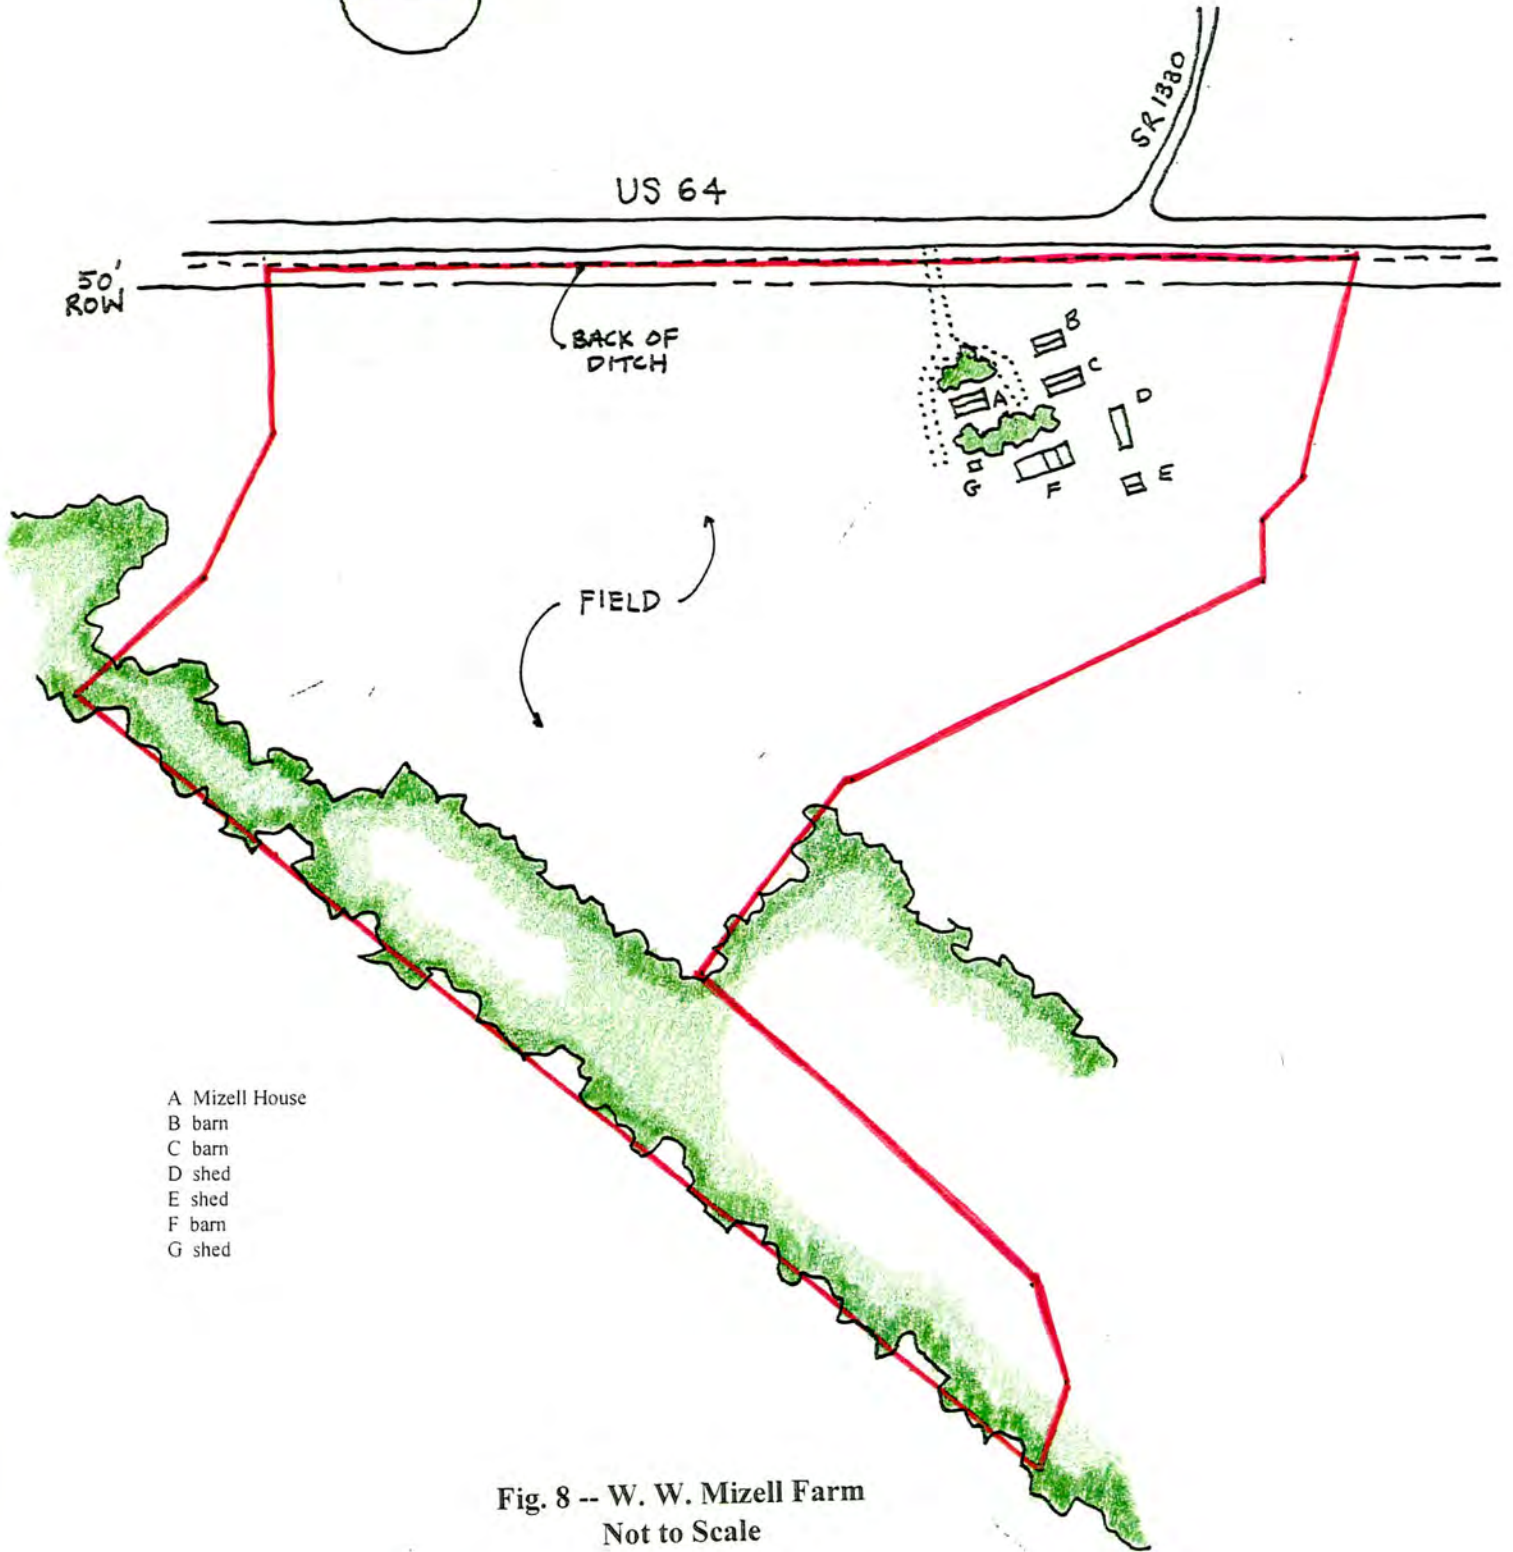 SR 1330
US 64
50'
ROW
BACK OF
DITCH
B
C
A
D
G
F
E
FIELD
A Mizell House
B barn
C barn
D shed
E shed
F barn
G shed
Fig. 8 -- W. W. Mizell Farm
Not to Scale